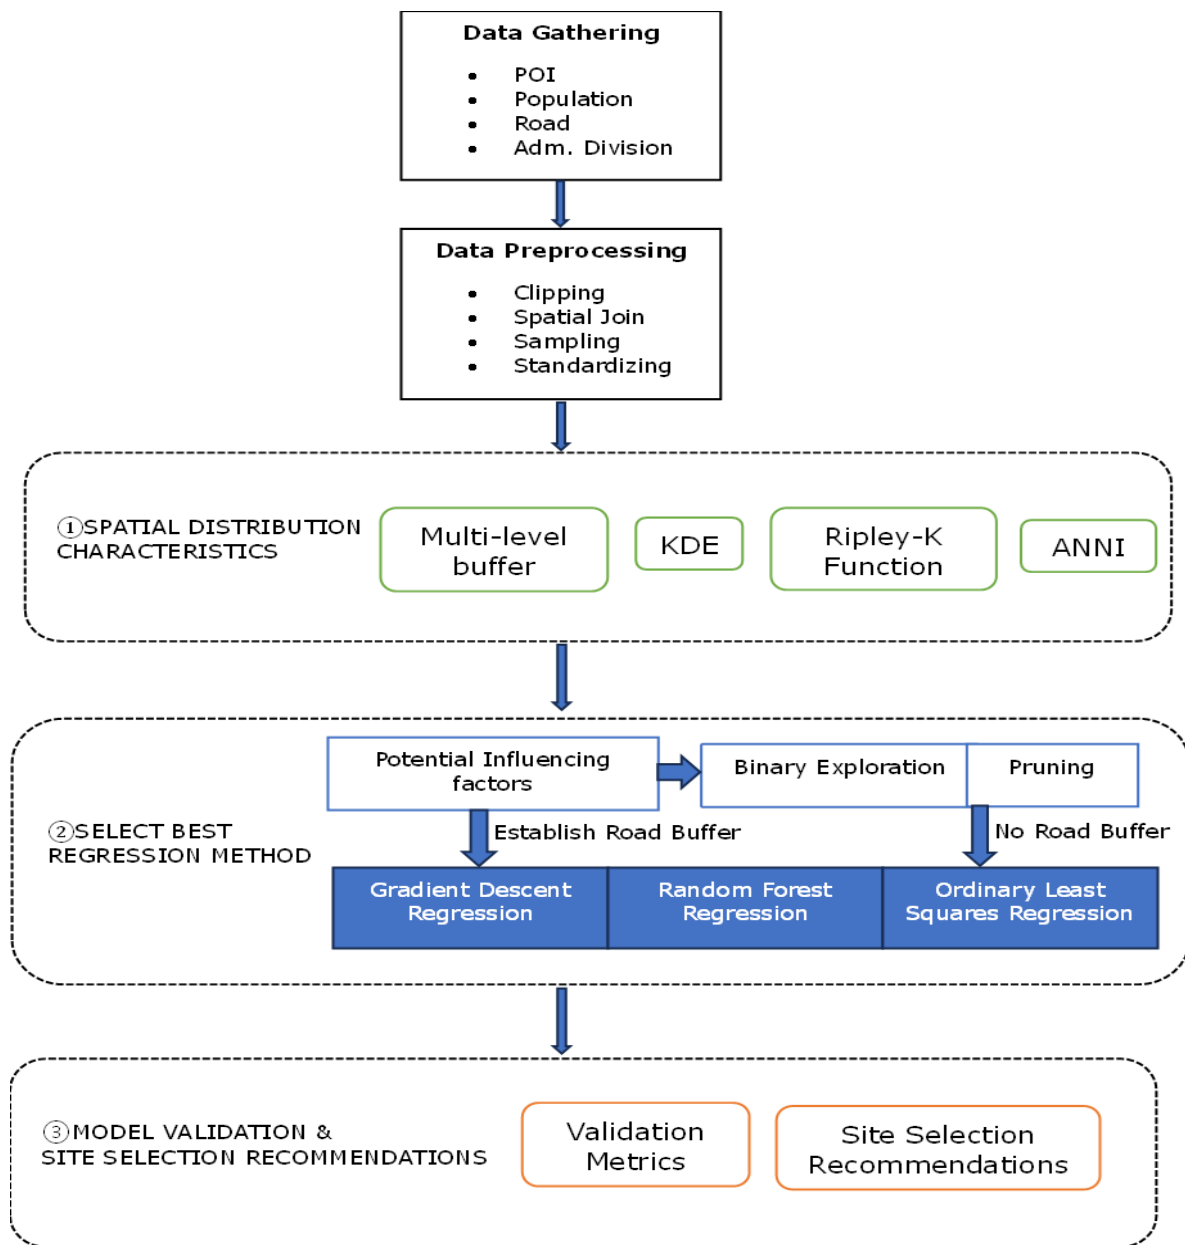 Data Gathering
• POI
• Population
• Road
• Adm. Division
Data Preprocessing
• Clipping
• Spatial Join
• Sampling
• Standardizing
①SPATIAL DISTRIBUTION
CHARACTERISTICS
Multi-level
buffer
KDE
Ripley-K
Function
ANNI
Potential Influencing
factors
Binary Exploration
Pruning
②SELECT BEST
REGRESSION METHOD
Establish Road Buffer
No Road Buffer
Gradient Descent
Regression
Random Forest
Regression
Ordinary Least
Squares Regression
③MODEL VALIDATION &
SITE SELECTION RECOMMENDATIONS
Validation
Metrics
Site Selection
Recommendations